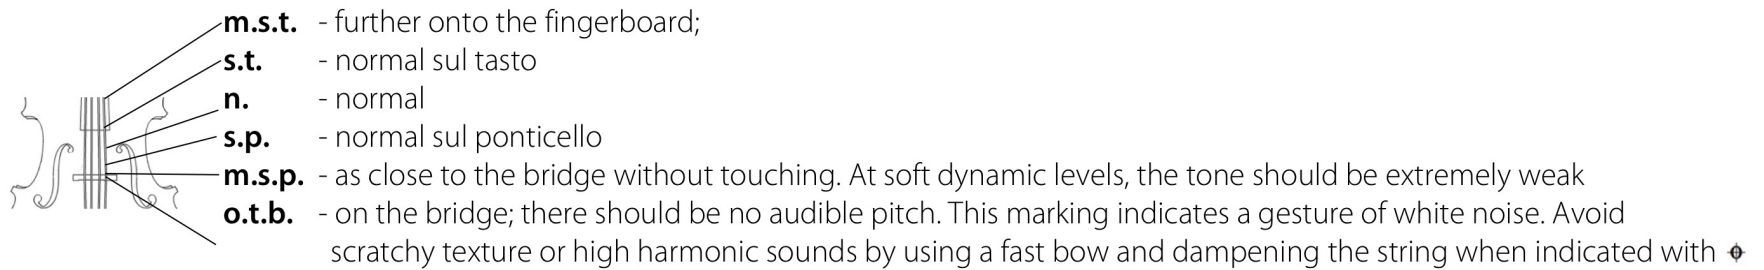 m.s.t. - further onto the fingerboard;
s.t. - normal sul tasto
n. - normal
s.p. - normal sul ponticello
m.s.p. - as close to the bridge without touching. At soft dynamic levels, the tone should be extremely weak
o.t.b. - on the bridge; there should be no audible pitch. This marking indicates a gesture of white noise. Avoid
scratchy texture or high harmonic sounds by using a fast bow and dampening the string when indicated with